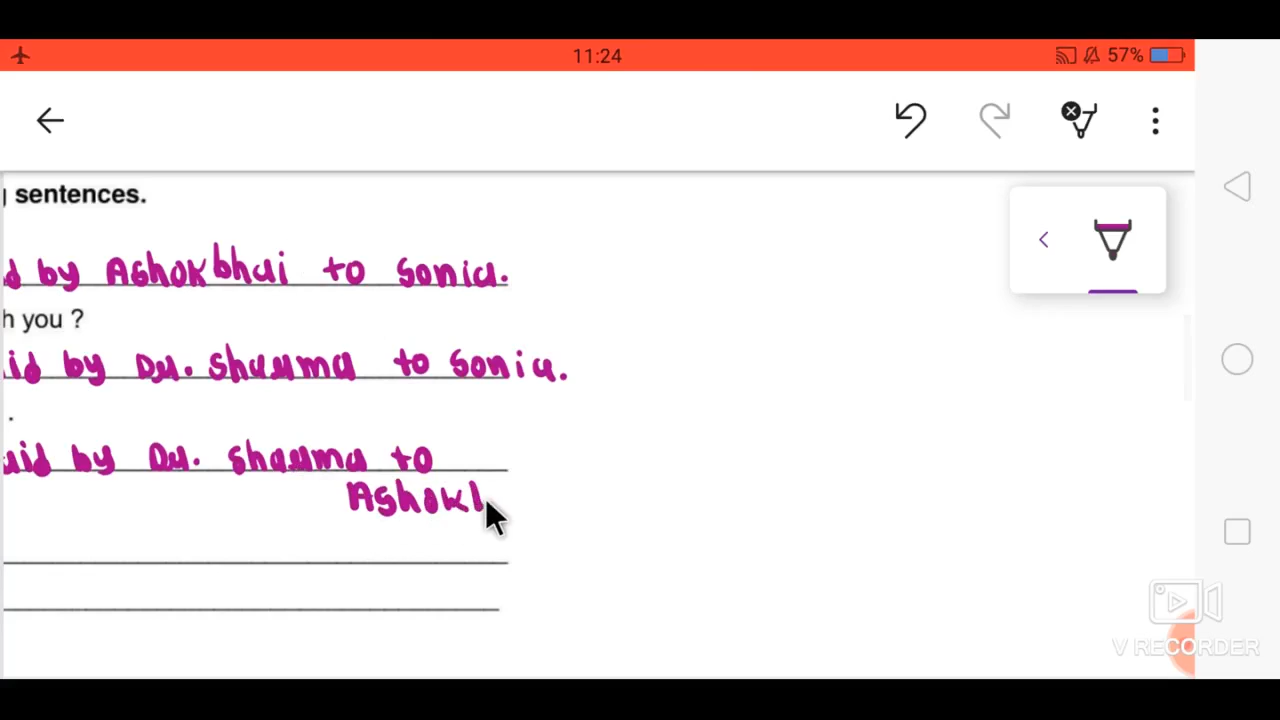 11:24 57%
sentences.
by Ashokbhai to Sonia.
h you ?
id by Dr. Sharma to Sonia.
.
aid by Dr. Sharma to
Ashok
V RECORDER